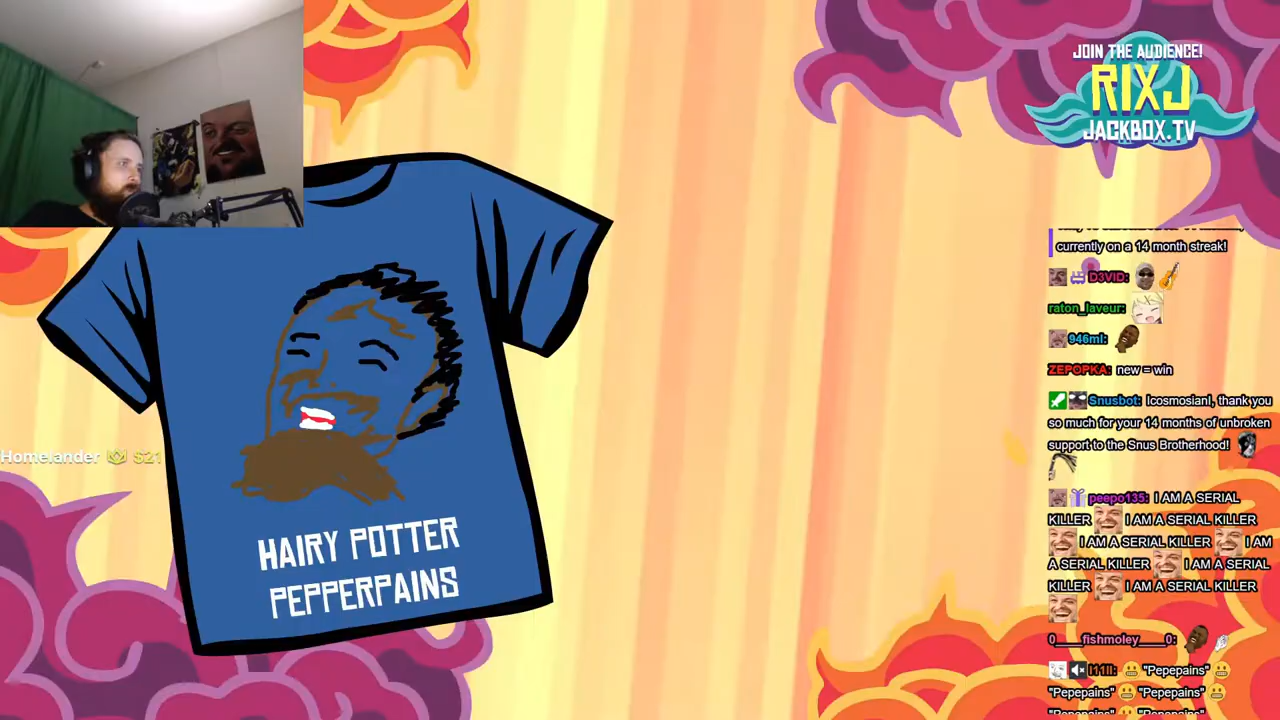 JOIN THE AUDIENCE!
RIXJ
JACKBOX.TV
currently on a 14 month streak!
D3VID:
raton_laveur:
946ml:
ZEPOPKA: new = win
Snusbot: Icosmosianl, thank you
so much for your 14 months of unbroken
support to the Snus Brotherhood!
peepo135: I AM A SERIAL
KILLER I AM A SERIAL KILLER
I AM A SERIAL KILLER I AM
A SERIAL KILLER I AM A SERIAL
KILLER I AM A SERIAL KILLER
0____fishmoley____0:
"Pepepains"
"Pepepains" "Pepepains"
Homelander $21
HAIRY POTTER
PEPPERPAINS